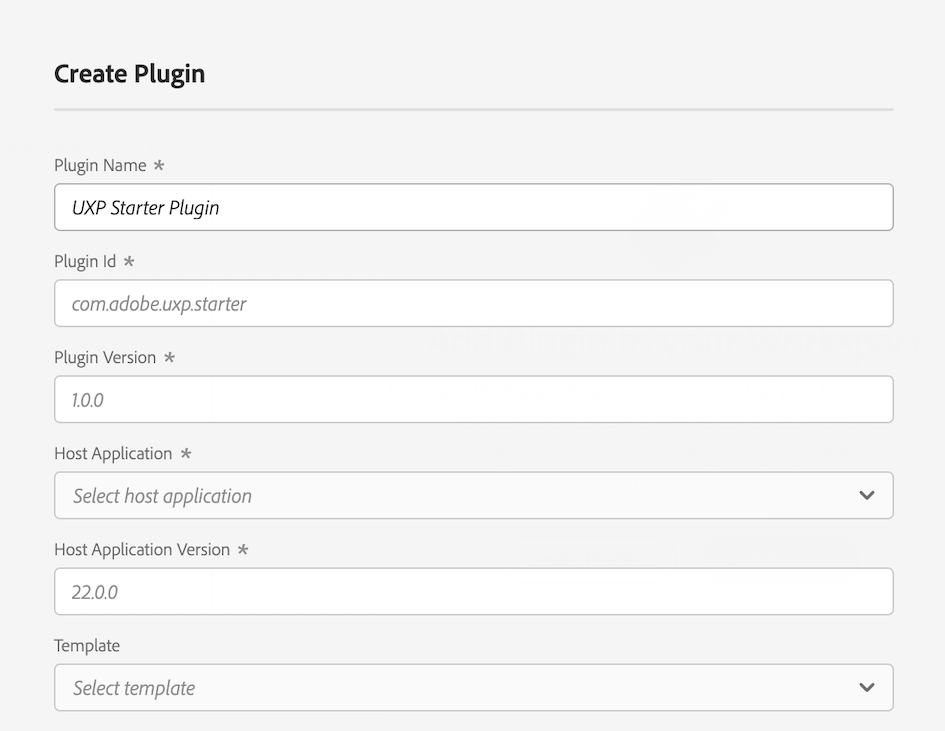 Create Plugin
Plugin Name *
UXP Starter Plugin
Plugin Id *
com.adobe.uxp.starter
Plugin Version *
1.0.0
Host Application *
Select host application
Host Application Version *
22.0.0
Template
Select template